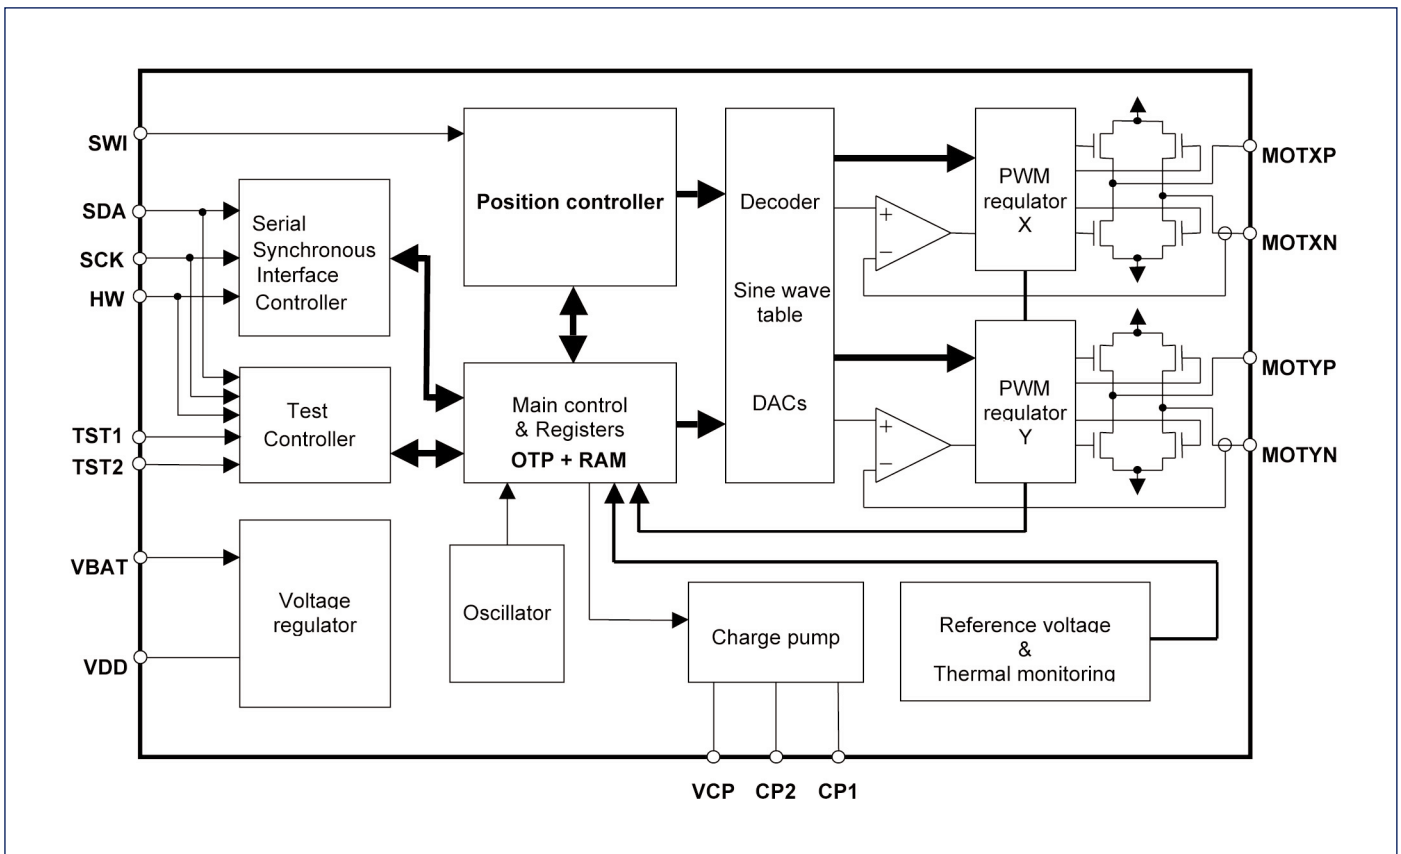 SWI
SDA
SCK
HW
TST1
TST2
VBAT
VDD
Serial
Synchronous
Interface
Controller
Test
Controller
Voltage
regulator
Position controller
Main control
& Registers
OTP + RAM
Oscillator
Charge pump
Decoder
Sine wave
table
DACs
+
−
+
−
PWM
regulator
X
PWM
regulator
Y
Reference voltage
&
Thermal monitoring
MOTXP
MOTXN
MOTYP
MOTYN
VCP
CP2
CP1